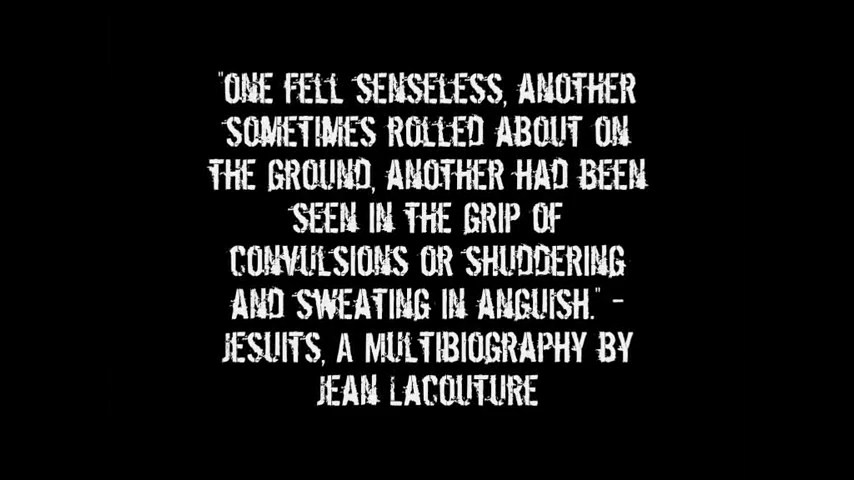 "ONE FELL SENSELESS, ANOTHER
SOMETIMES ROLLED ABOUT ON
THE GROUND, ANOTHER HAD BEEN
SEEN IN THE GRIP OF
CONVULSIONS OR SHUDDERING
AND SWEATING IN ANGUISH." -
JESUITS, A MULTIBIOGRAPHY BY
JEAN LACOUTURE